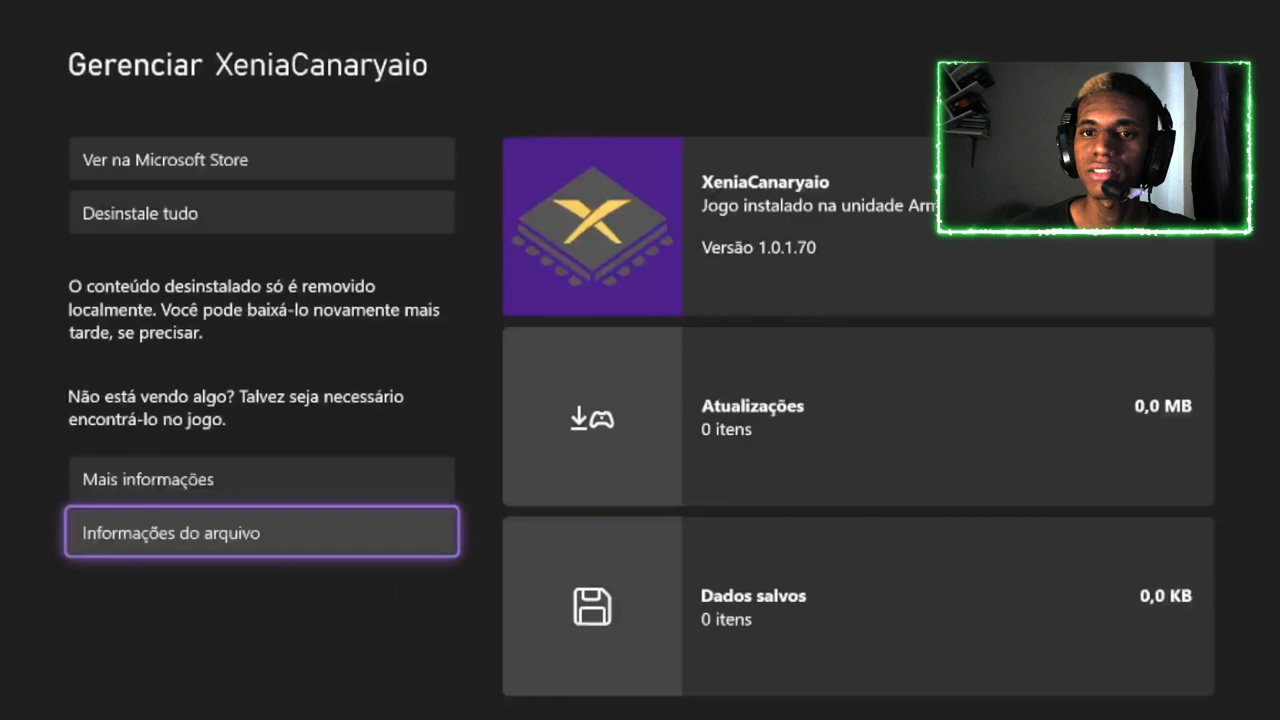 Gerenciar XeniaCanaryaio
Ver na Microsoft Store
Desinstale tudo
O conteúdo desinstalado só é removido
localmente. Você pode baixá-lo novamente mais
tarde, se precisar.
Não está vendo algo? Talvez seja necessário
encontrá-lo no jogo.
Mais informações
Informações do arquivo
XeniaCanaryaio
Jogo instalado na unidade
Versão 1.0.1.70
Atualizações
0,0 MB
0 itens
Dados salvos
0,0 KB
0 itens